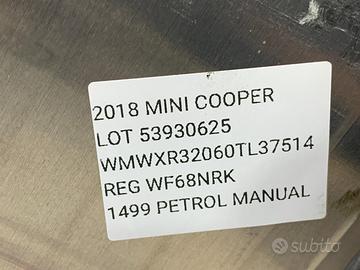 2018 MINI COOPER
LOT 53930625
WMWXR32060TL37514
REG WF68NRK
1499 PETROL MANUAL
subito